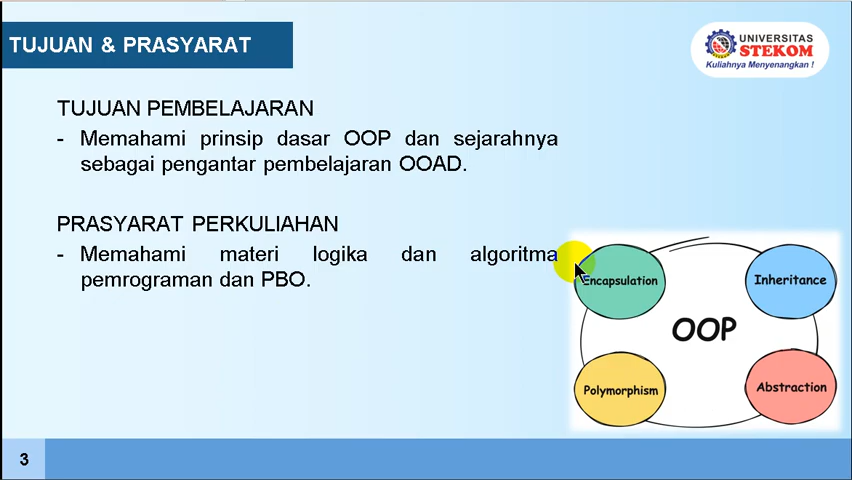 TUJUAN & PRASYARAT
UNIVERSITAS
STEKOM
Kuliahnya Menyenangkan !
TUJUAN PEMBELAJARAN
- Memahami prinsip dasar OOP dan sejarahnya
sebagai pengantar pembelajaran OOAD.
PRASYARAT PERKULIAHAN
- Memahami materi logika dan algoritma
pemrograman dan PBO.
Encapsulation
Inheritance
OOP
Polymorphism
Abstraction
3